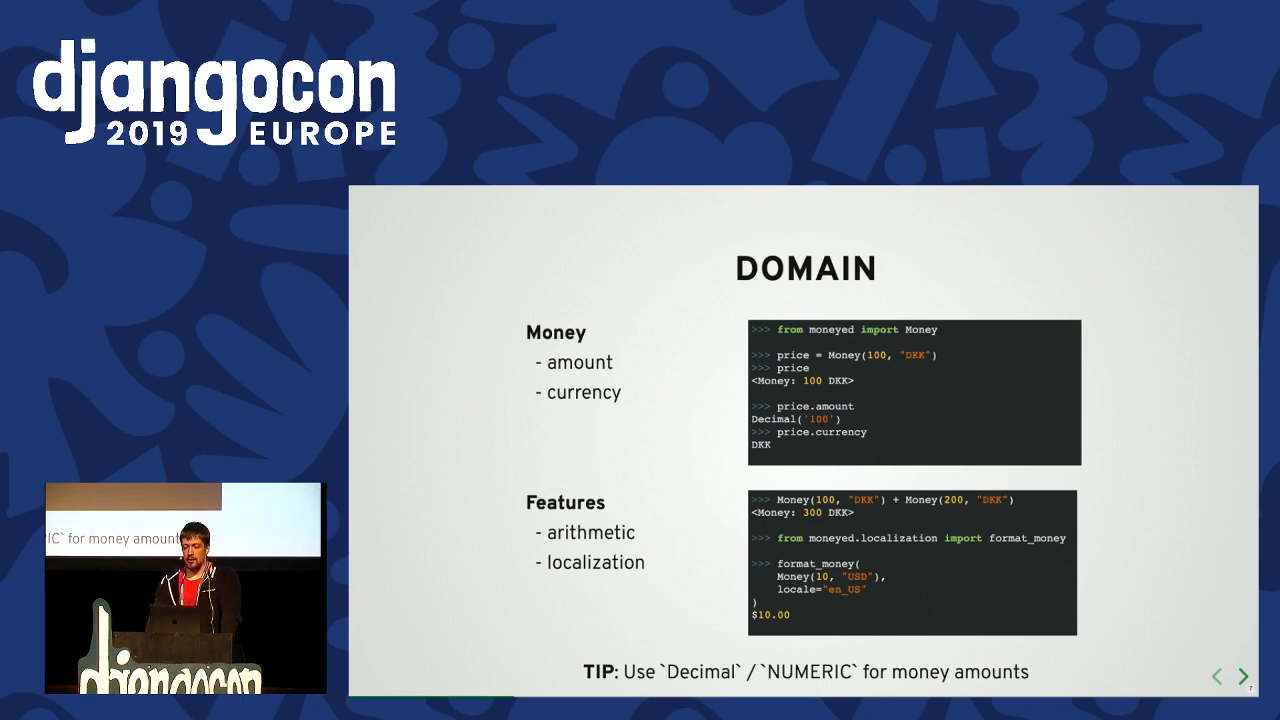 djangocon
2019 EUROPE
DOMAIN
Money
- amount
- currency
>>> from moneyed import Money
>>> price = Money(100, "DKK")
>>> price
<Money: 100 DKK>
>>> price.amount
Decimal('100')
>>> price.currency
DKK
Features
- arithmetic
- localization
>>> Money(100, "DKK") + Money(200, "DKK")
<Money: 300 DKK>
>>> from moneyed.localization import format_money
>>> format_money(
Money(10, "USD"),
locale="en_US"
)
$10.00
TIP: Use `Decimal` / `NUMERIC` for money amounts
7
IC` for money amount
djangocon